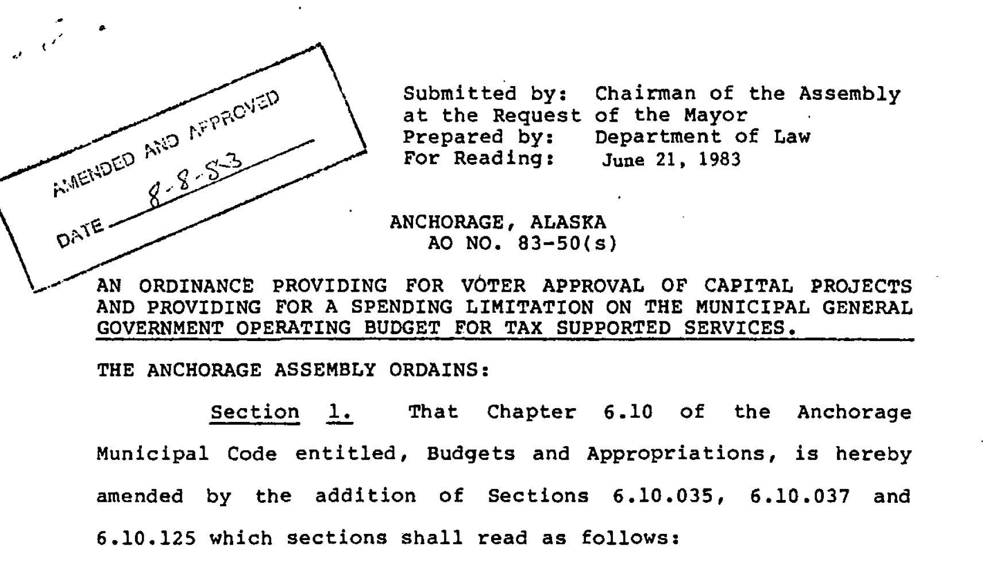 AMENDED AND APPROVED
DATE 8-8-83
Submitted by: Chairman of the Assembly
at the Request of the Mayor
Prepared by: Department of Law
For Reading: June 21, 1983
ANCHORAGE, ALASKA
AO NO. 83-50(s)
AN ORDINANCE PROVIDING FOR VOTER APPROVAL OF CAPITAL PROJECTS
AND PROVIDING FOR A SPENDING LIMITATION ON THE MUNICIPAL GENERAL
GOVERNMENT OPERATING BUDGET FOR TAX SUPPORTED SERVICES.
THE ANCHORAGE ASSEMBLY ORDAINS:
Section 1. That Chapter 6.10 of the Anchorage
Municipal Code entitled, Budgets and Appropriations, is hereby
amended by the addition of Sections 6.10.035, 6.10.037 and
6.10.125 which sections shall read as follows: